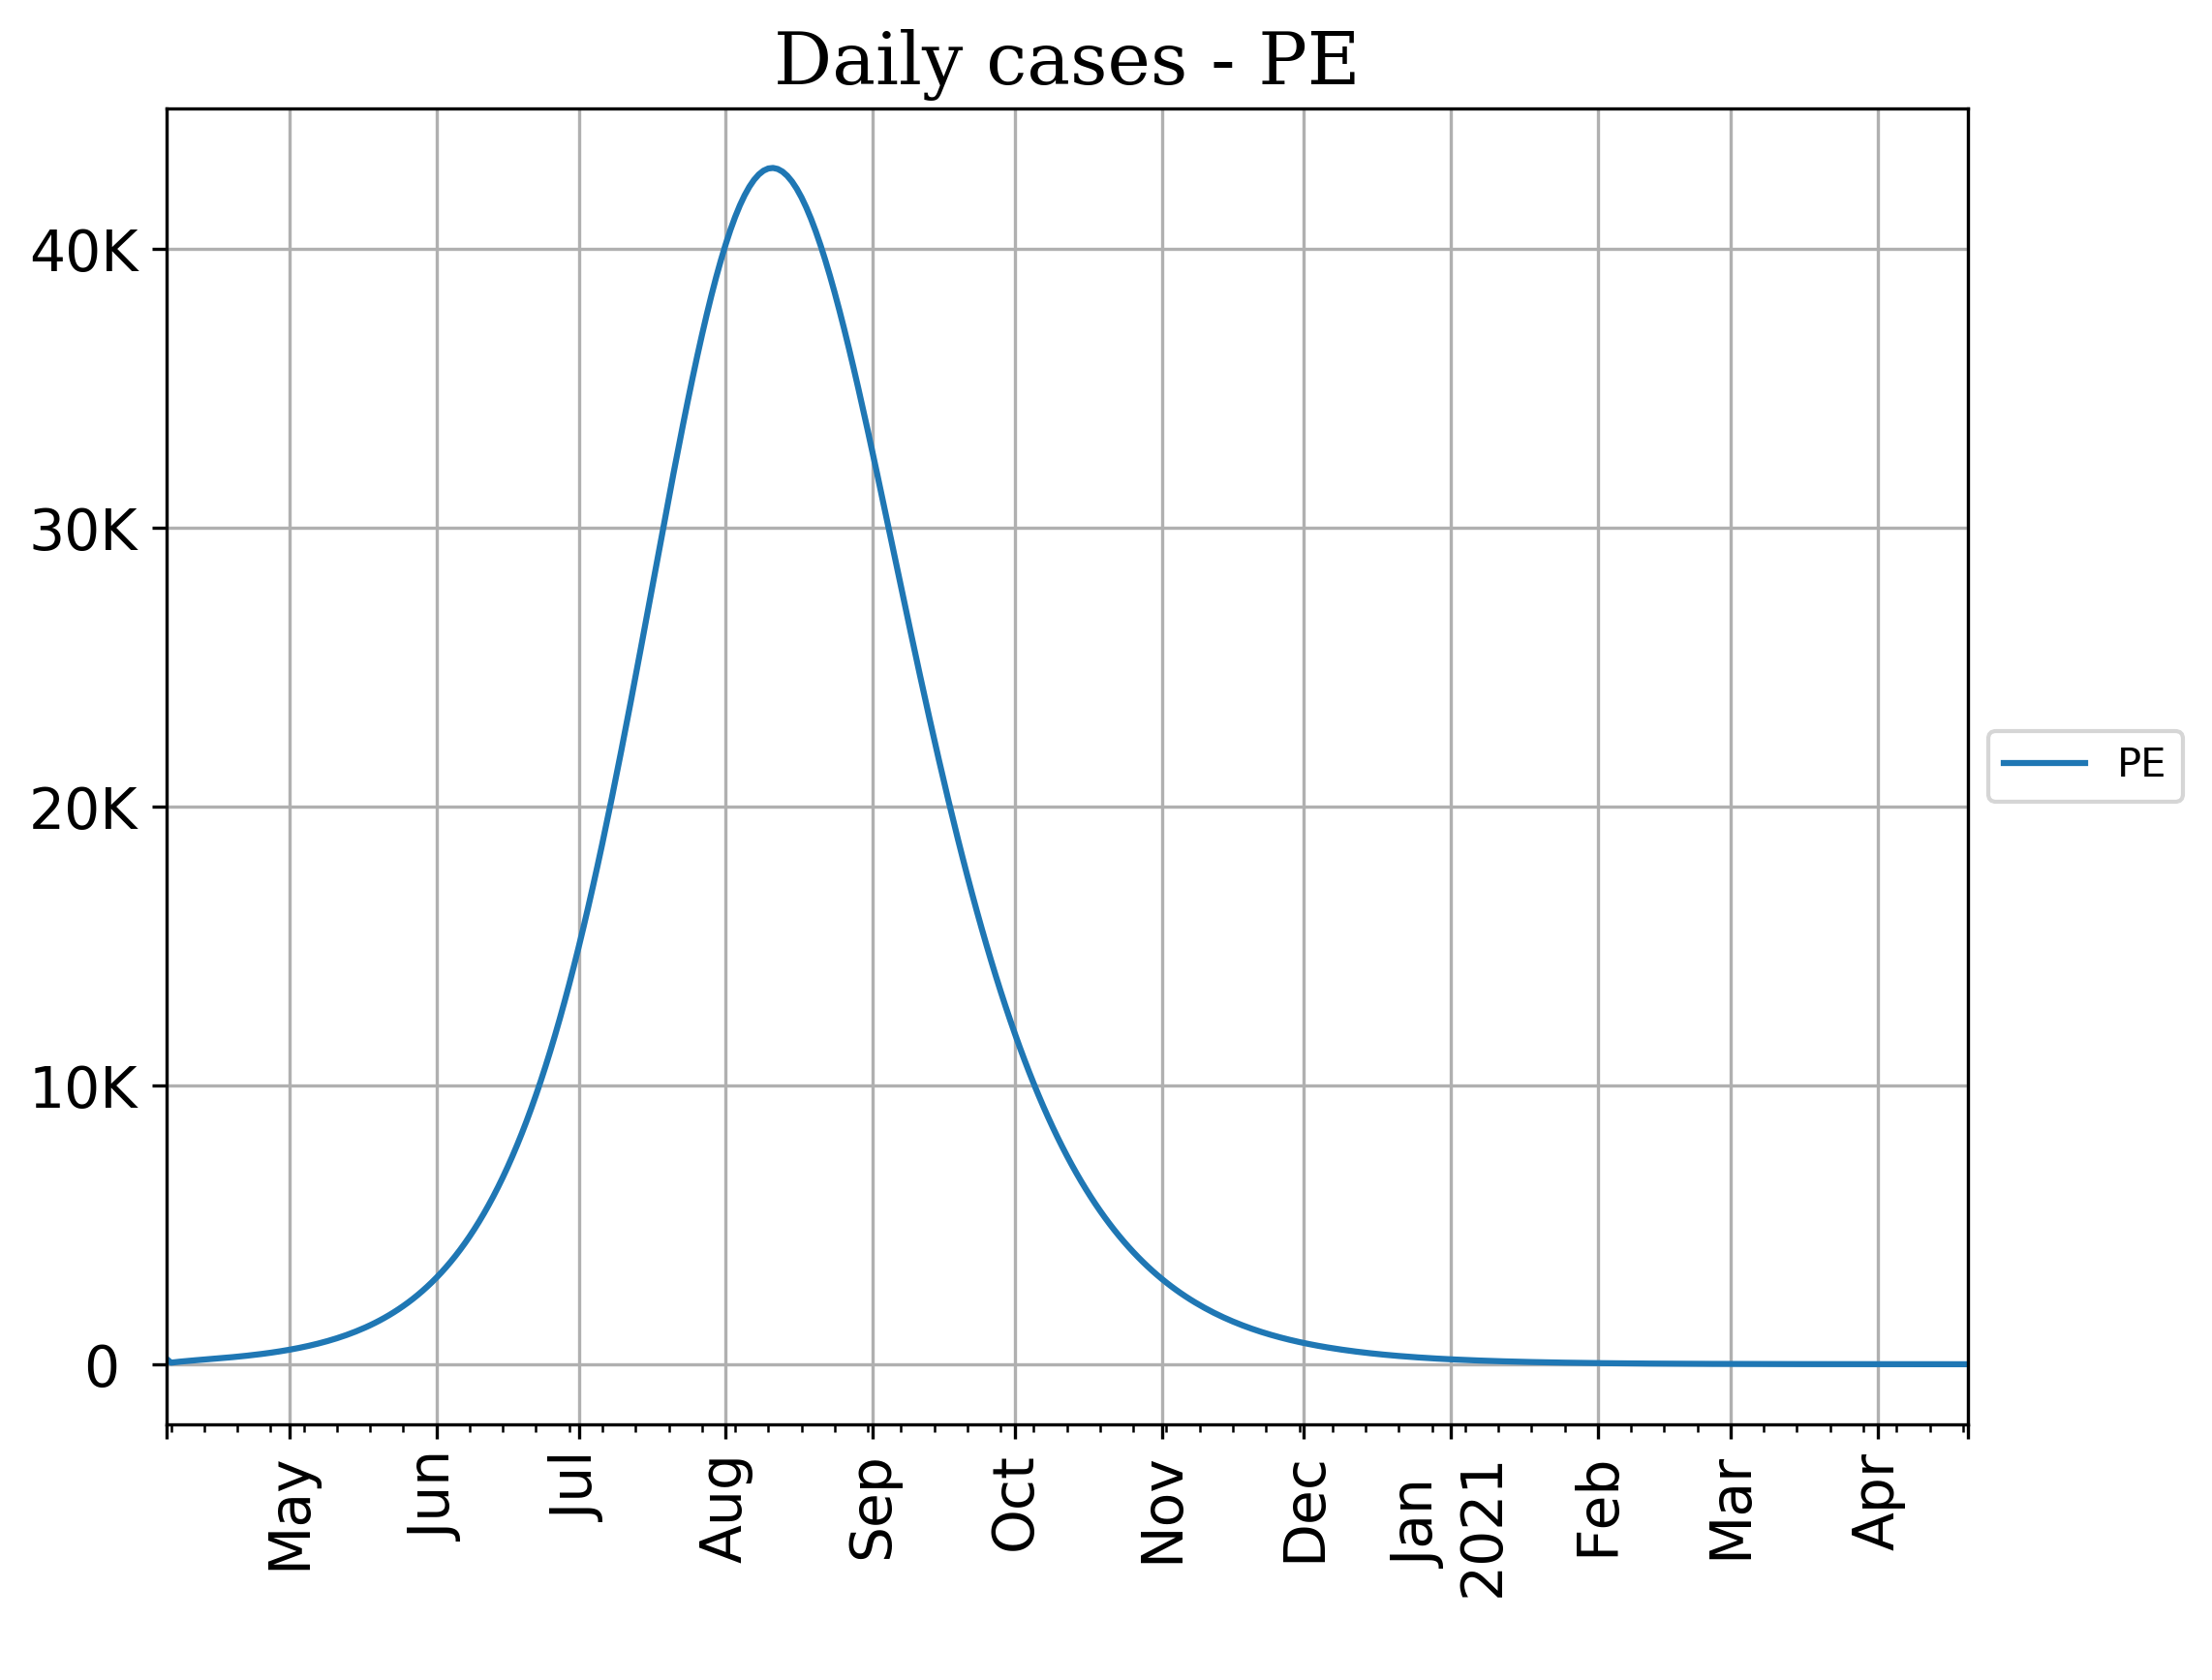 Daily cases - PE
40K
30K
20K
10K
0
PE
May
Jun
Jul
Aug
Sep
Oct
Nov
Dec
Jan
2021
Feb
Mar
Apr